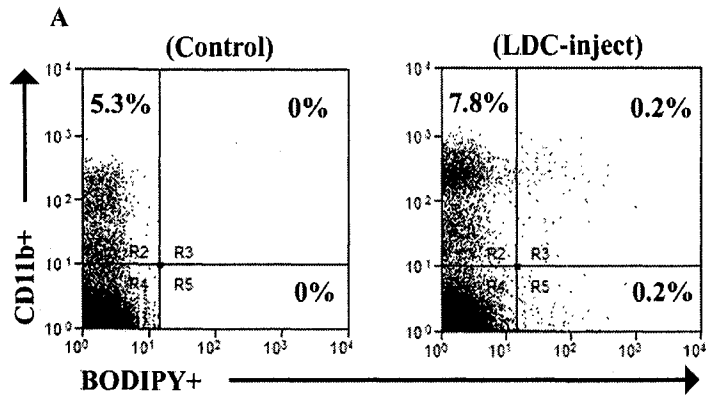 A
(Control) (LDC-inject)
10⁴ 10⁴
5.3% 0% 7.8% 0.2%
10³ 10³
10² 10²
R2 R3 R2 R3
10¹ 10¹
R4 R5 R4 R5
0% 0.2%
10⁰ 10⁰
10⁰ 10¹ 10² 10³ 10⁴ 10⁰ 10¹ 10² 10³ 10⁴
CD11b+
BODIPY+